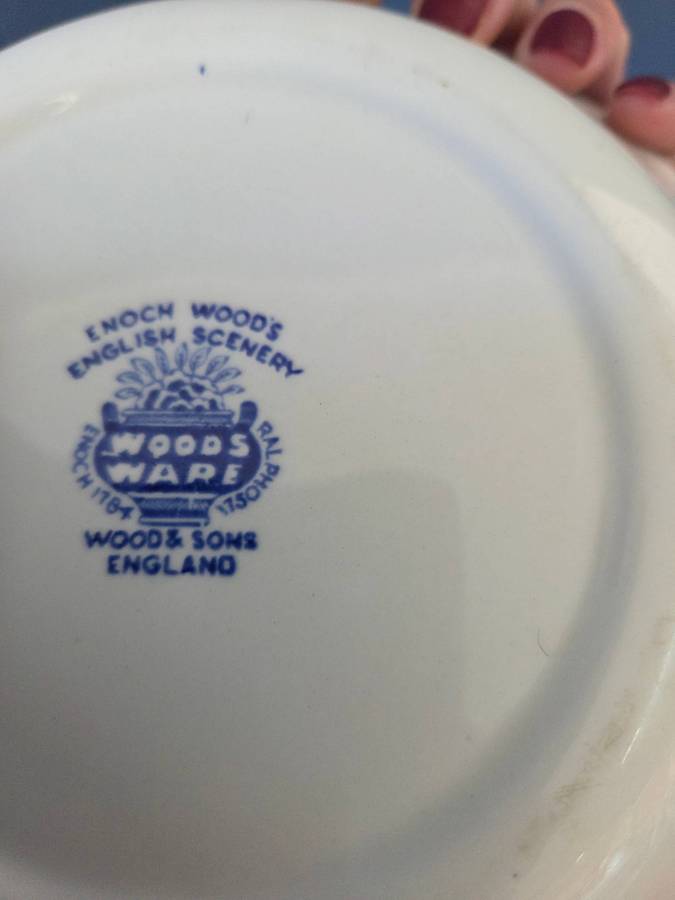 ENOCH WOOD'S
ENGLISH SCENERY
WOODS
WARE
ENOCH 1784
RALPH 1750
WOOD & SONS
ENGLAND